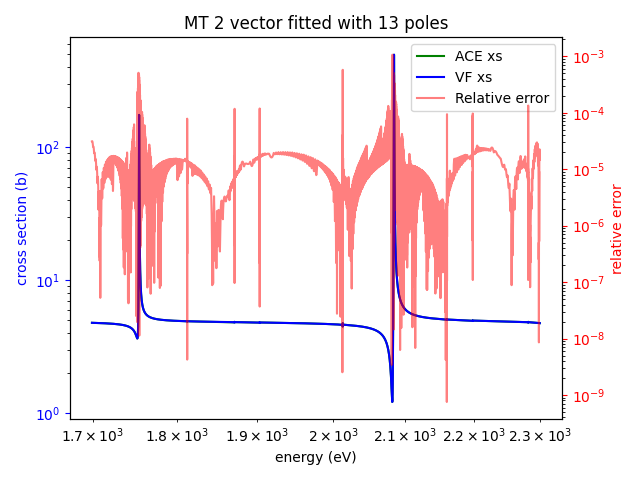 MT 2 vector fitted with 13 poles
ACE xs
VF xs
Relative error
cross section (b)
10²
10¹
10⁰
relative error
10⁻³
10⁻⁴
10⁻⁵
10⁻⁶
10⁻⁷
10⁻⁸
10⁻⁹
1.7 × 10³ 1.8 × 10³ 1.9 × 10³ 2 × 10³ 2.1 × 10³ 2.2 × 10³ 2.3 × 10³
energy (eV)